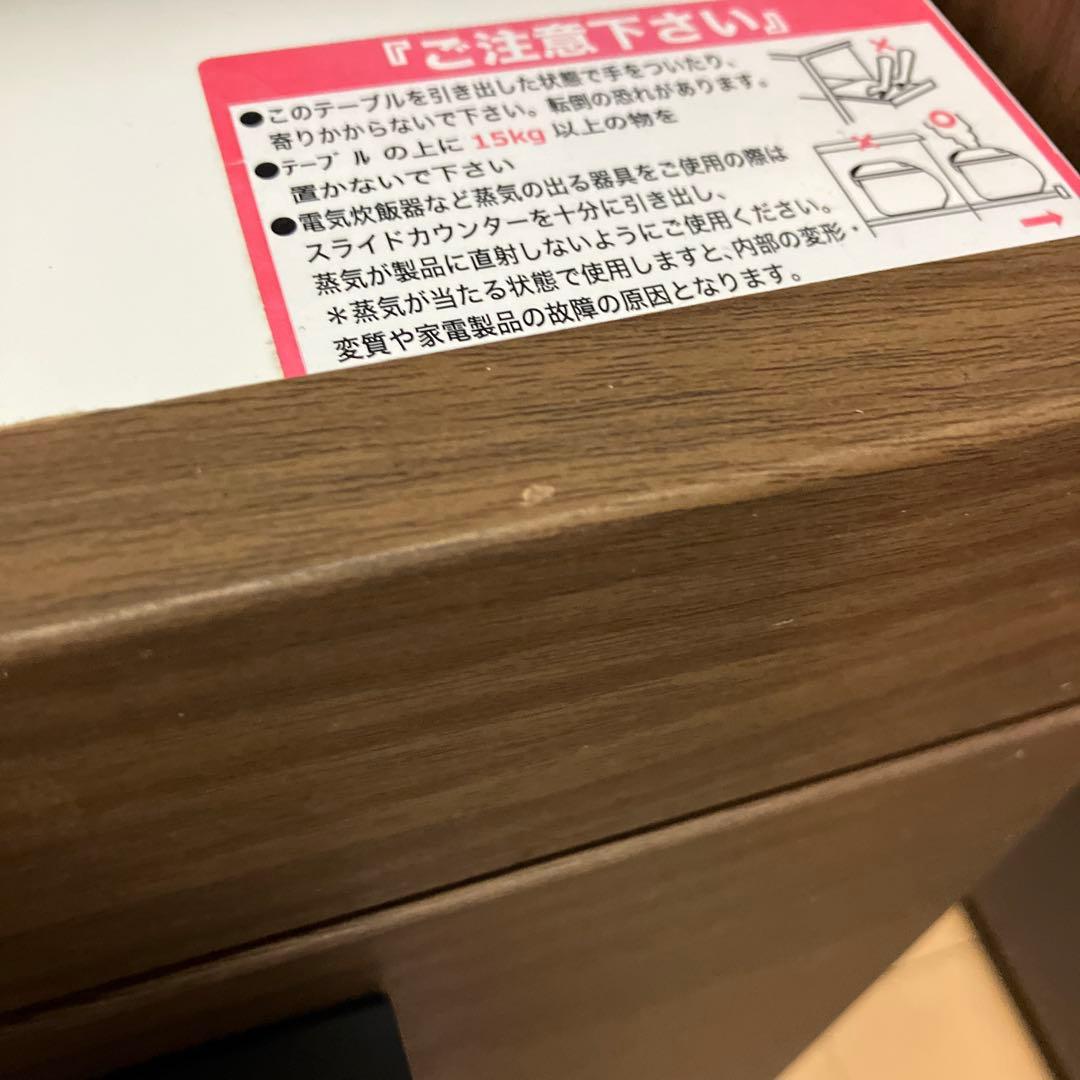 『ご注意下さい』
●このテーブルを引き出した状態で手をついたり、
寄りかからないで下さい。転倒の恐れがあります。
●テーブルの上に 15kg 以上の物を
置かないで下さい
●電気炊飯器など蒸気の出る器具をご使用の際は
スライドカウンターを十分に引き出し、
蒸気が製品に直射しないようにご使用ください。
＊蒸気が当たる状態で使用しますと、内部の変形・
変質や家電製品の故障の原因となります。